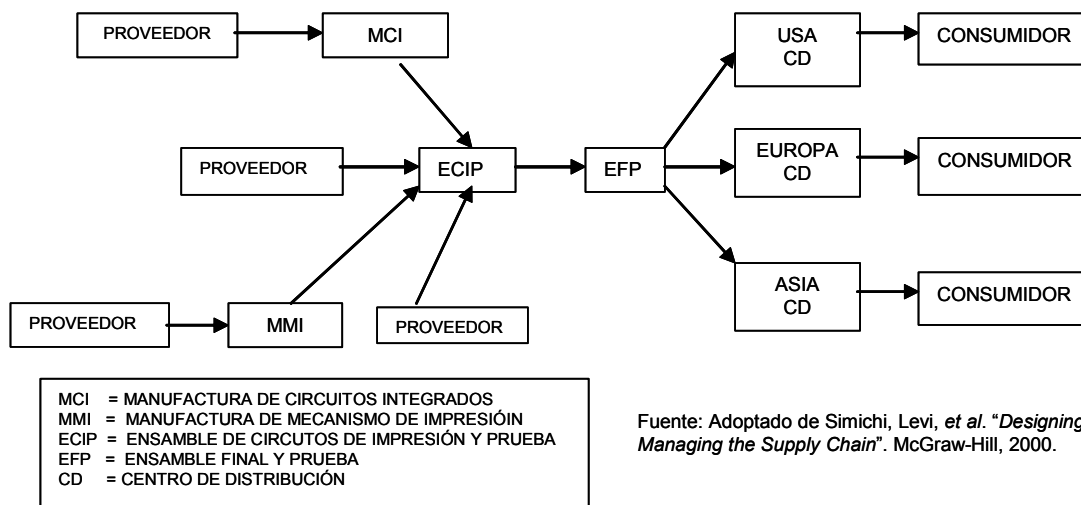 PROVEEDOR
MCI
USA
CD
CONSUMIDOR
PROVEEDOR
ECIP
EFP
EUROPA
CD
CONSUMIDOR
PROVEEDOR
MMI
PROVEEDOR
ASIA
CD
CONSUMIDOR
MCI = MANUFACTURA DE CIRCUITOS INTEGRADOS
MMI = MANUFACTURA DE MECANISMO DE IMPRESIÓIN
ECIP = ENSAMBLE DE CIRCUTOS DE IMPRESIÓN Y PRUEBA
EFP = ENSAMBLE FINAL Y PRUEBA
CD = CENTRO DE DISTRIBUCIÓN
Fuente: Adoptado de Simichi, Levi, et al. “Designing
Managing the Supply Chain”. McGraw-Hill, 2000.